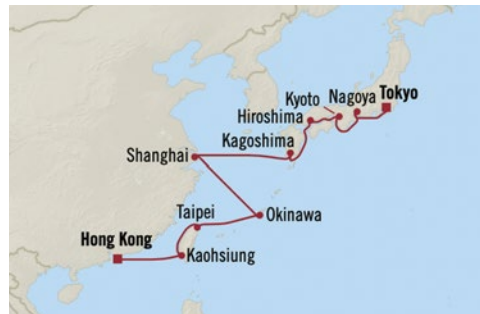 Kyoto
Nagoya
Tokyo
Hiroshima
Kagoshima
Shanghai
Taipei
Okinawa
Hong Kong
Kaohsiung